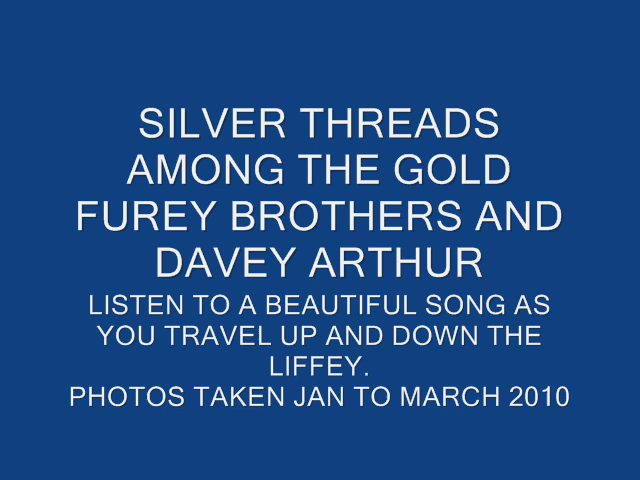 SILVER THREADS
AMONG THE GOLD
FUREY BROTHERS AND
DAVEY ARTHUR
LISTEN TO A BEAUTIFUL SONG AS
YOU TRAVEL UP AND DOWN THE
LIFFEY.
PHOTOS TAKEN JAN TO MARCH 2010